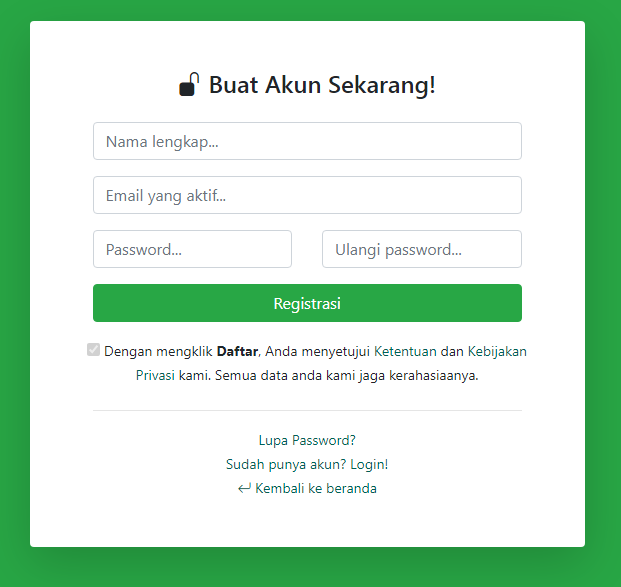 Buat Akun Sekarang!
Nama lengkap...
Email yang aktif...
Password... Ulangi password...
Registrasi
Dengan mengklik Daftar, Anda menyetujui Ketentuan dan Kebijakan
Privasi kami. Semua data anda kami jaga kerahasiaanya.
Lupa Password?
Sudah punya akun? Login!
Kembali ke beranda